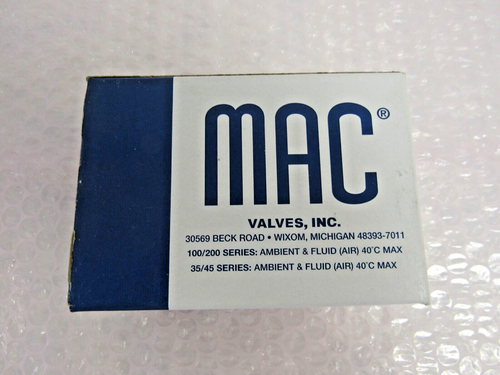 MAC®
VALVES, INC.
30569 BECK ROAD • WIXOM, MICHIGAN 48393-7011
100/200 SERIES: AMBIENT & FLUID (AIR) 40°C MAX
35/45 SERIES: AMBIENT & FLUID (AIR) 40°C MAX